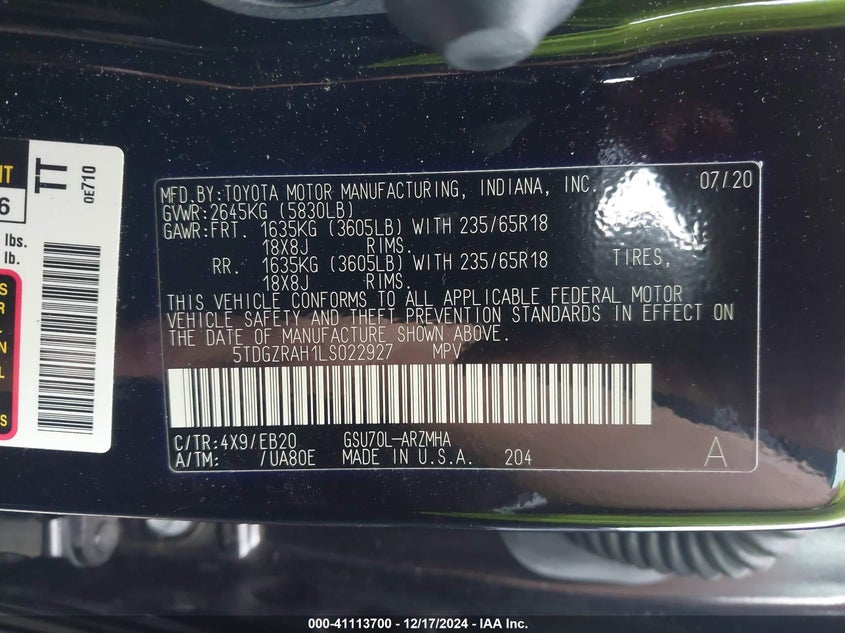 MFD.BY:TOYOTA MOTOR MANUFACTURING, INDIANA, INC. 07/20
GVWR:2645KG (5830LB)
GAWR:FRT. 1635KG (3605LB) WITH 235/65R18
18X8J RIMS.
RR. 1635KG (3605LB) WITH 235/65R18 TIRES,
18X8J RIMS.
THIS VEHICLE CONFORMS TO ALL APPLICABLE FEDERAL MOTOR
VEHICLE SAFETY AND THEFT PREVENTION STANDARDS IN EFFECT ON
THE DATE OF MANUFACTURE SHOWN ABOVE.
5TDGZRAH1LS022927 MPV
C/TR:4X9/EB20 GSU70L-ARZMHA
A/TM: /UA80E MADE IN U.S.A. 204 A
TT
0E710
6
lbs.
lb.
000-41113700 - 12/17/2024 - IAA Inc.